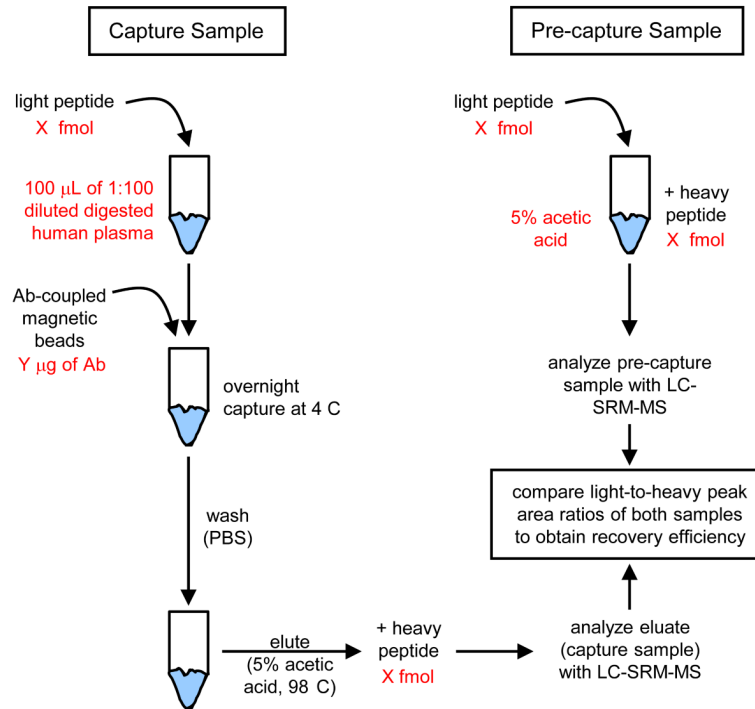 Capture Sample
light peptide
X fmol
100 μL of 1:100
diluted digested
human plasma
Ab-coupled
magnetic
beads
Y μg of Ab
overnight
capture at 4 C
wash
(PBS)
elute
(5% acetic
acid, 98 C)
+ heavy
peptide
X fmol
Pre-capture Sample
light peptide
X fmol
5% acetic
acid
+ heavy
peptide
X fmol
analyze pre-capture
sample with LC-
SRM-MS
compare light-to-heavy peak
area ratios of both samples
to obtain recovery efficiency
analyze eluate
(capture sample)
with LC-SRM-MS